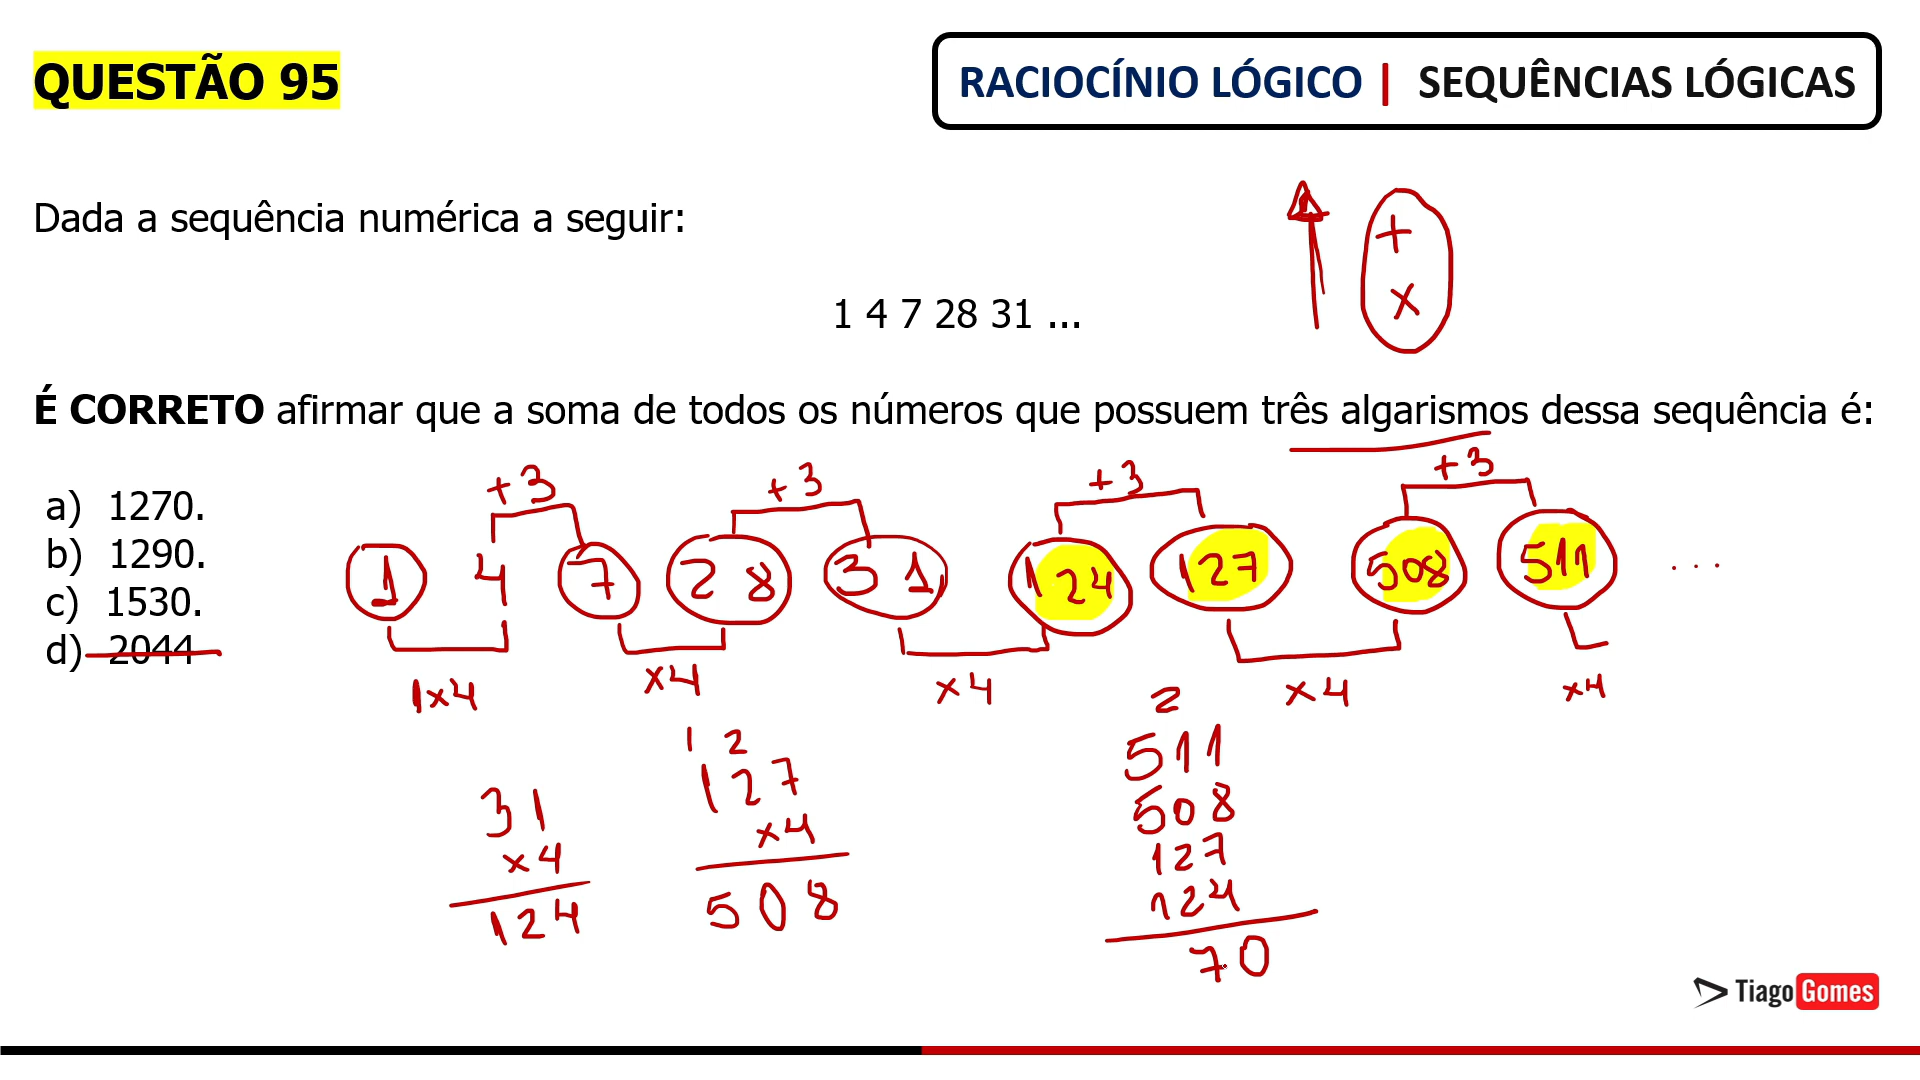 QUESTÃO 95
RACIOCÍNIO LÓGICO | SEQUÊNCIAS LÓGICAS
Dada a sequência numérica a seguir:
+
x
1 4 7 28 31 ...
É CORRETO afirmar que a soma de todos os números que possuem três algarismos dessa sequência é:
+3 +3 +3 +3
a) 1270.
b) 1290.
c) 1530.
d) 2044
1 4 7 28 31 124 127 508 511 ...
1x4 x4 x4 x4 x4
31
x4
124
1 2
127
x4
508
2
511
508
127
124
70
Tiago Gomes